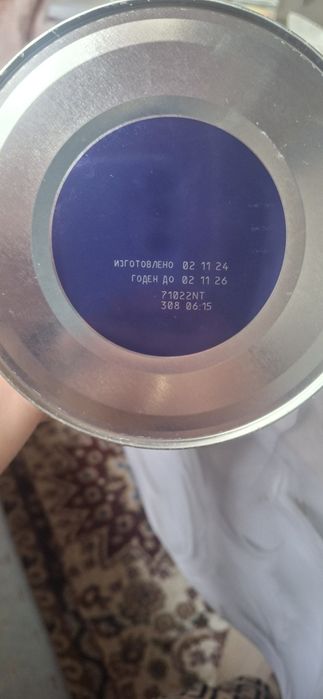 ИЗГОТОВЛЕНО 02 11 24
ГОДЕН ДО 02 11 26
71022NT
308 06:15